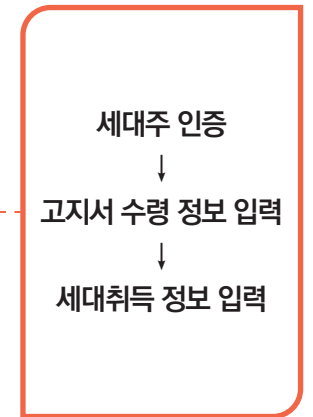 세대주 인증
↓
고지서 수령 정보 입력
↓
세대취득 정보 입력